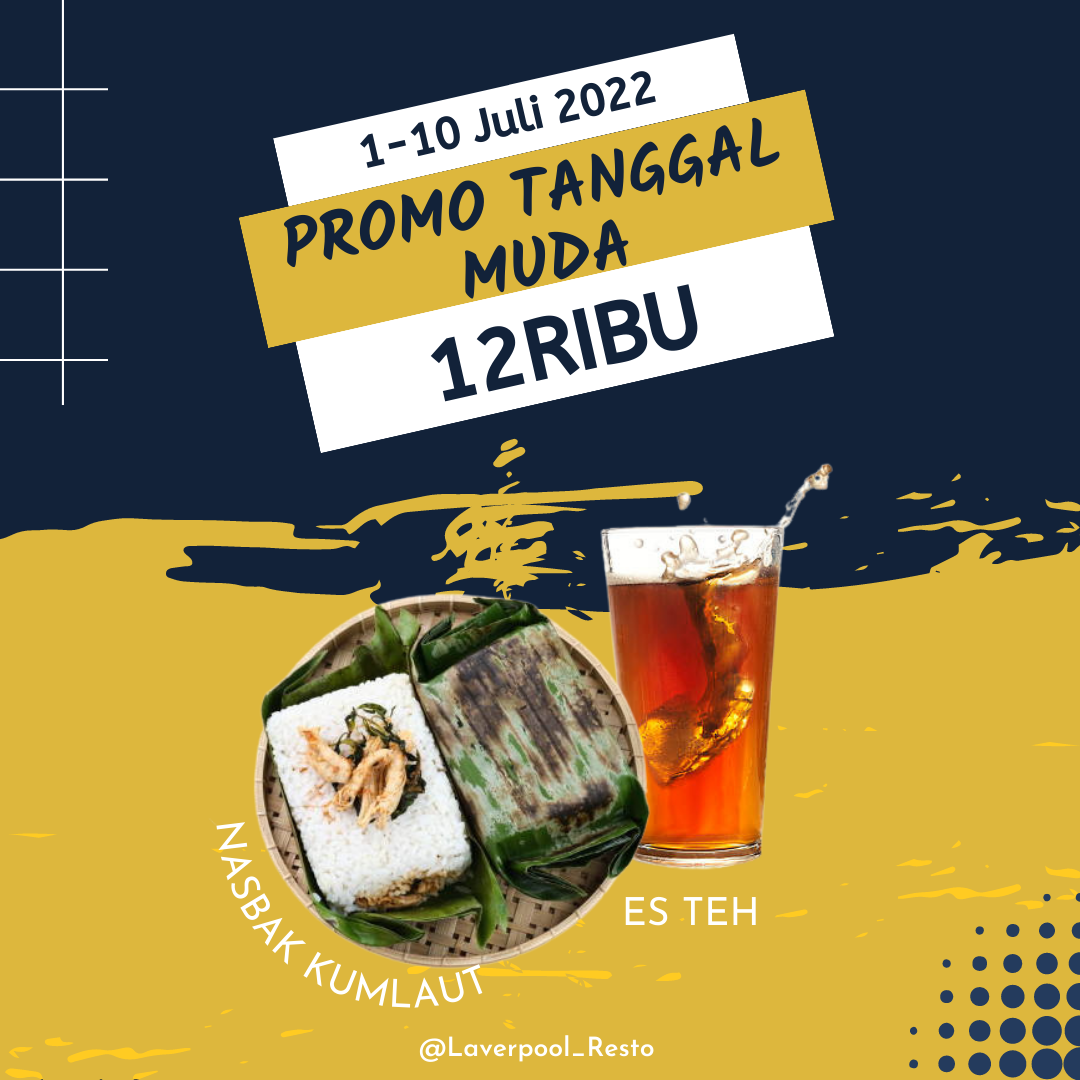 1-10 Juli 2022
PROMO TANGGAL
MUDA
12RIBU
NASBAK KUMLAUT
ES TEH
@Laverpool_Resto